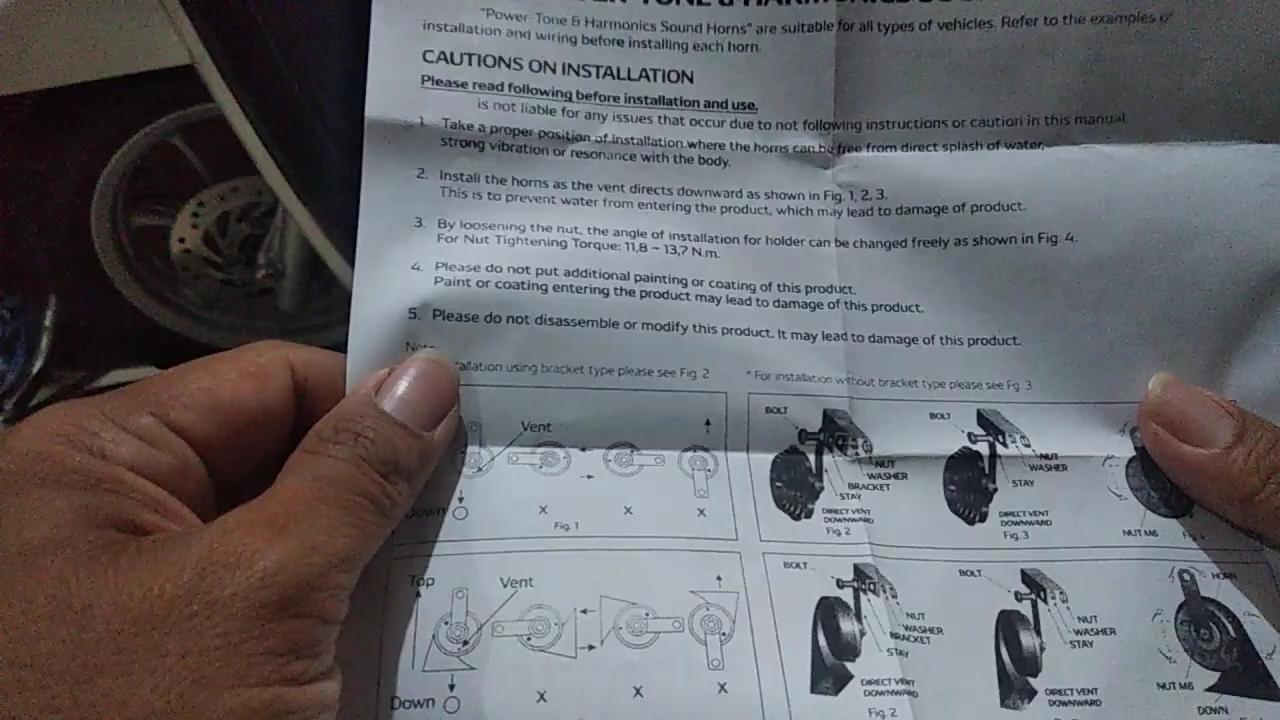 "Power Tone & Harmonics Sound Horns" are suitable for all types of vehicles. Refer to the examples of
installation and wiring before installing each horn.
CAUTIONS ON INSTALLATION
Please read following before installation and use.
is not liable for any issues that occur due to not following instructions or caution in this manual.
1. Take a proper position of installation where the horns can be free from direct splash of water,
strong vibration or resonance with the body.
2. Install the horns as the vent directs downward as shown in Fig. 1, 2, 3.
This is to prevent water from entering the product, which may lead to damage of product.
3. By loosening the nut, the angle of installation for holder can be changed freely as shown in Fig. 4.
For Nut Tightening Torque: 11,8 ~ 13,7 N.m.
4. Please do not put additional painting or coating of this product.
Paint or coating entering the product may lead to damage of this product.
5. Please do not disassemble or modify this product. It may lead to damage of this product.
using bracket type please see Fig. 2
* For installation without bracket type please see Fg. 3
Vent
Down
X
X
X
Fig. 1
BOLT
NUT
WASHER
BRACKET
STAY
DIRECT VENT
DOWNWARD
Fig. 2
BOLT
NUT
WASHER
STAY
DIRECT VENT
DOWNWARD
Fig. 3
NUT M6
Top
Vent
Down
X
X
X
BOLT
NUT
WASHER
BRACKET
STAY
DIRECT VENT
DOWNWARD
Fig. 2
BOLT
NUT
WASHER
STAY
DIRECT VENT
DOWNWARD
HORN
NUT M6
DOWN